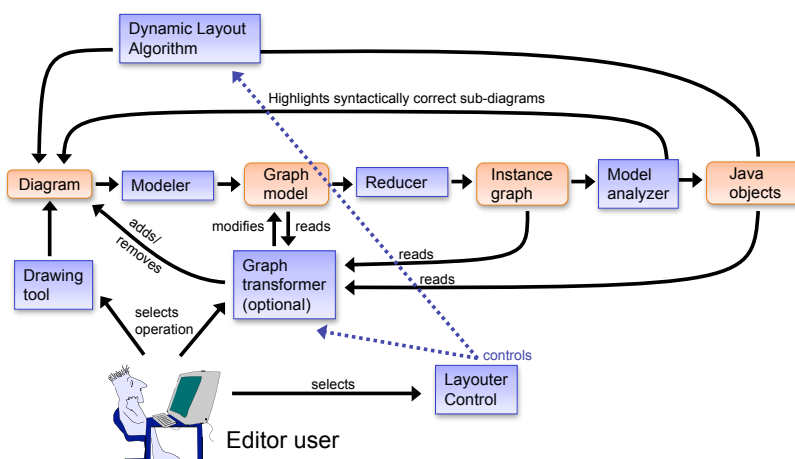 Dynamic Layout
Algorithm
Highlights syntactically correct sub-diagrams
Diagram
Modeler
Graph
model
Reducer
Instance
graph
Model
analyzer
Java
objects
adds/
removes
modifies
reads
reads
reads
Drawing
tool
Graph
transformer
(optional)
selects
operation
controls
selects
Layouter
Control
Editor user